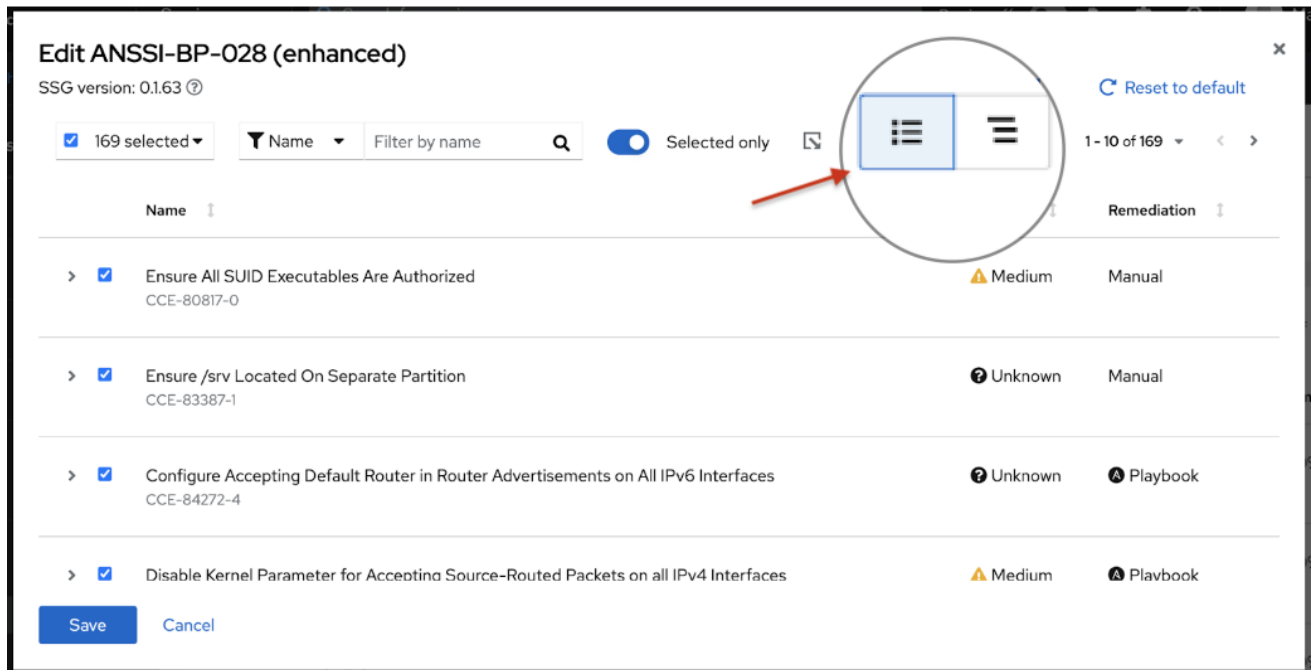 Edit ANSSI-BP-028 (enhanced)
SSG version: 0.1.63
Reset to default
169 selected
Name
Filter by name
Selected only
1 - 10 of 169
Name
Remediation
Ensure All SUID Executables Are Authorized
CCE-80817-0
Medium
Manual
Ensure /srv Located On Separate Partition
CCE-83387-1
Unknown
Manual
Configure Accepting Default Router in Router Advertisements on All IPv6 Interfaces
CCE-84272-4
Unknown
Playbook
Disable Kernel Parameter for Accepting Source-Routed Packets on all IPv4 Interfaces
Medium
Playbook
Save
Cancel